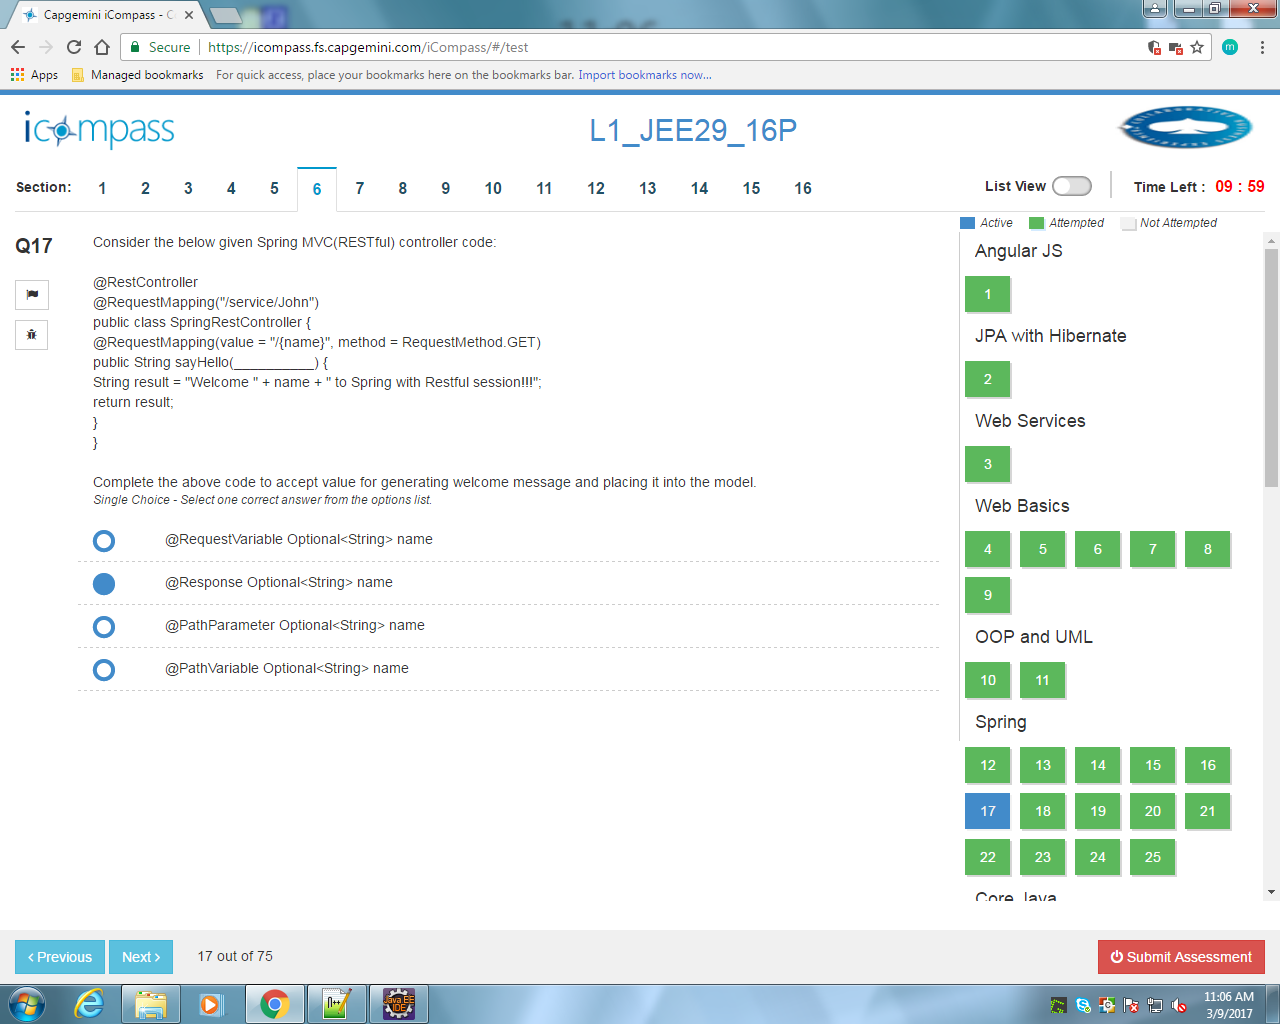 Capgemini iCompass - C
Secure https://icompass.fs.capgemini.com/iCompass/#/test
m
Apps Managed bookmarks For quick access, place your bookmarks here on the bookmarks bar. Import bookmarks now...
icompass
L1_JEE29_16P
Section: 1 2 3 4 5 6 7 8 9 10 11 12 13 14 15 16
List View Time Left : 09 : 59
Active Attempted Not Attempted
Q17
Consider the below given Spring MVC(RESTful) controller code:
@RestController
@RequestMapping("/service/John")
public class SpringRestController {
@RequestMapping(value = "/{name}", method = RequestMethod.GET)
public String sayHello(___________) {
String result = "Welcome " + name + " to Spring with Restful session!!!";
return result;
}
}
Complete the above code to accept value for generating welcome message and placing it into the model.
Single Choice - Select one correct answer from the options list.
@RequestVariable Optional<String> name
@Response Optional<String> name
@PathParameter Optional<String> name
@PathVariable Optional<String> name
Angular JS
1
JPA with Hibernate
2
Web Services
3
Web Basics
4 5 6 7 8
9
OOP and UML
10 11
Spring
12 13 14 15 16
17 18 19 20 21
22 23 24 25
Core Java
Previous Next 17 out of 75
Submit Assessment
N++
Java EE
IDE
11:06 AM
3/9/2017